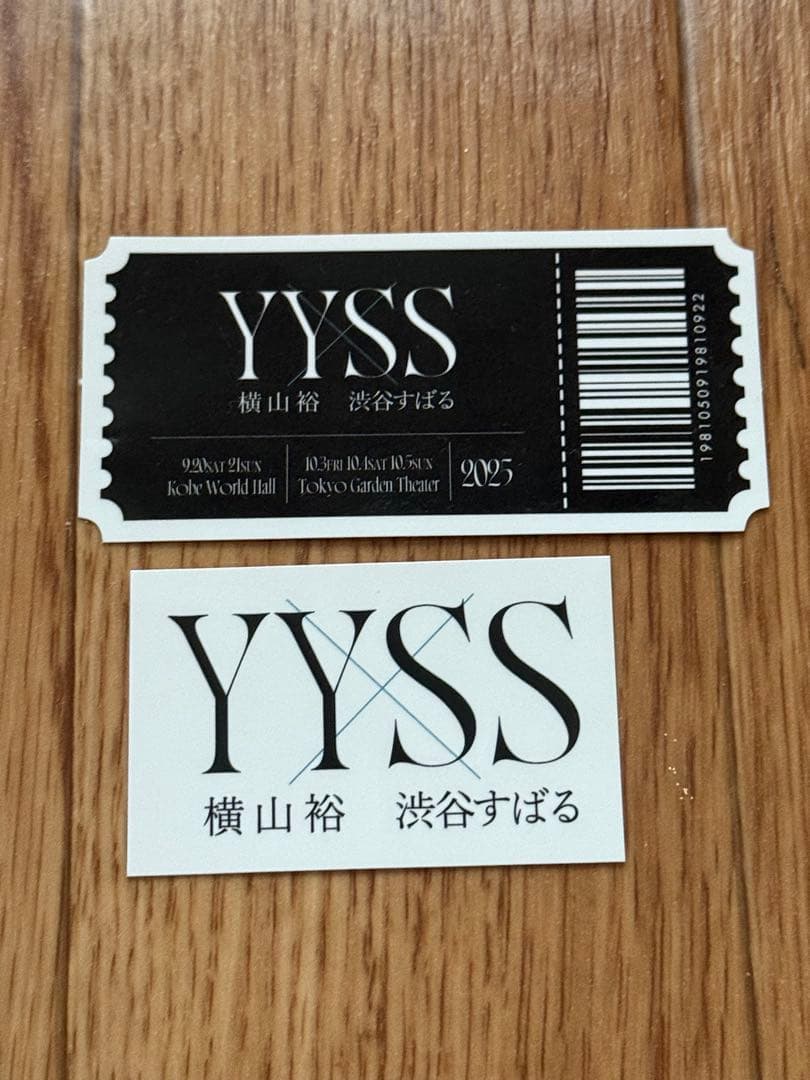 YYSS
横山裕 渋谷すばる
9.20SAT 21SUN
Kobe World Hall
10.3FRI 10.4SAT 10.5SUN
Tokyo Garden Theater
2025
1981050919810922
YYSS
横山裕 渋谷すばる